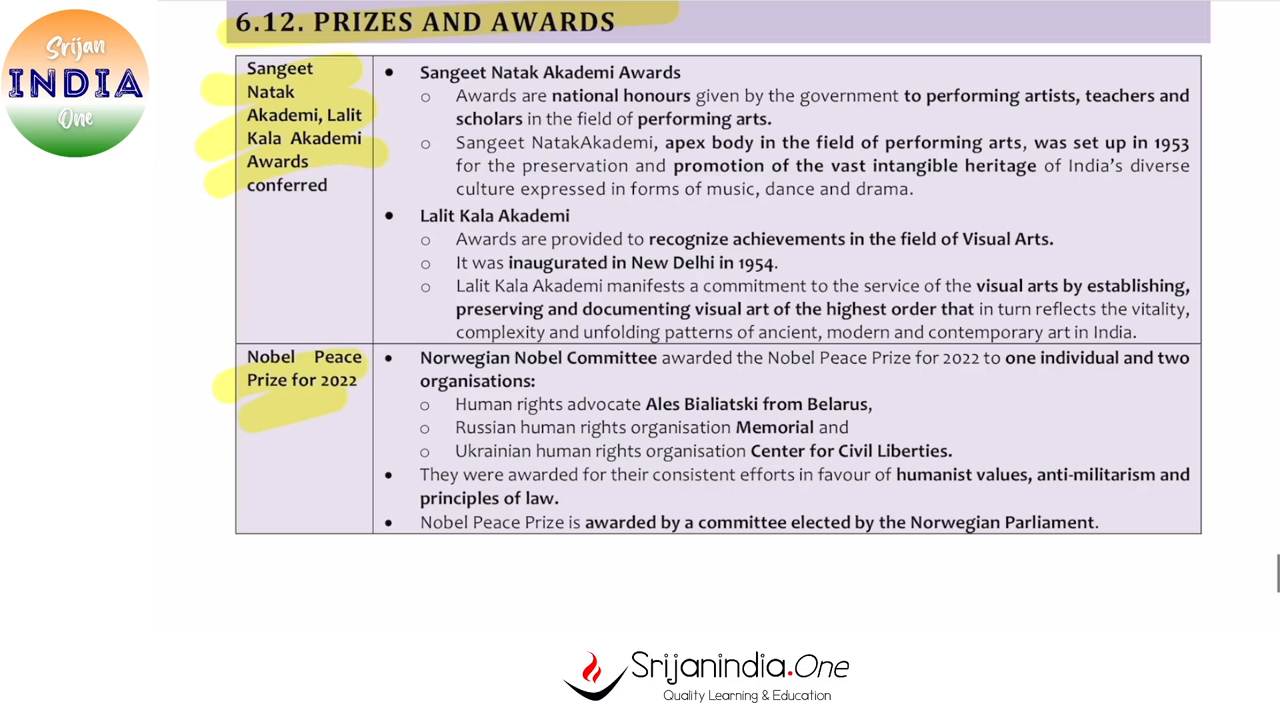 Srijan
INDIA
One
6.12. PRIZES AND AWARDS
Sangeet
Natak
Akademi, Lalit
Kala Akademi
Awards
conferred
• Sangeet Natak Akademi Awards
o Awards are national honours given by the government to performing artists, teachers and
scholars in the field of performing arts.
o Sangeet NatakAkademi, apex body in the field of performing arts, was set up in 1953
for the preservation and promotion of the vast intangible heritage of India's diverse
culture expressed in forms of music, dance and drama.
• Lalit Kala Akademi
o Awards are provided to recognize achievements in the field of Visual Arts.
o It was inaugurated in New Delhi in 1954.
o Lalit Kala Akademi manifests a commitment to the service of the visual arts by establishing,
preserving and documenting visual art of the highest order that in turn reflects the vitality,
complexity and unfolding patterns of ancient, modern and contemporary art in India.
Nobel Peace
Prize for 2022
• Norwegian Nobel Committee awarded the Nobel Peace Prize for 2022 to one individual and two
organisations:
o Human rights advocate Ales Bialiatski from Belarus,
o Russian human rights organisation Memorial and
o Ukrainian human rights organisation Center for Civil Liberties.
• They were awarded for their consistent efforts in favour of humanist values, anti-militarism and
principles of law.
• Nobel Peace Prize is awarded by a committee elected by the Norwegian Parliament.
Srijanindia.One
Quality Learning & Education